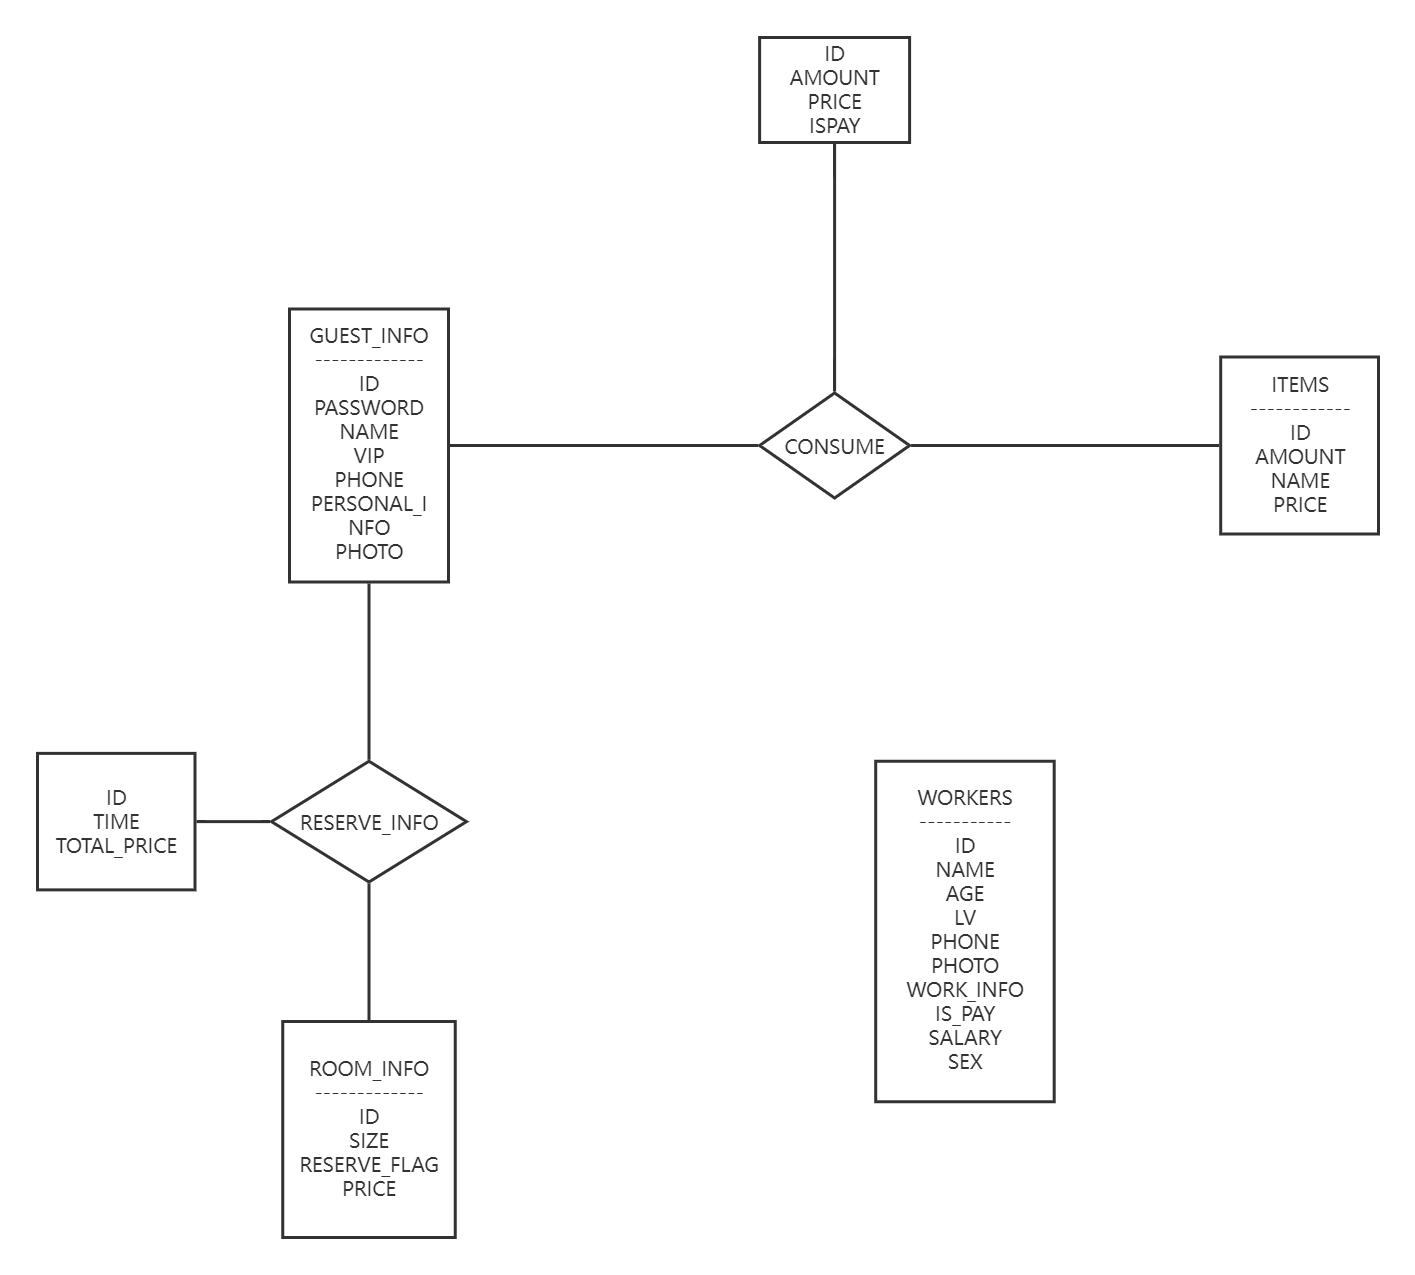 ID
AMOUNT
PRICE
ISPAY
GUEST_INFO
-------------
ID
PASSWORD
NAME
VIP
PHONE
PERSONAL_I
NFO
PHOTO
CONSUME
ITEMS
------------
ID
AMOUNT
NAME
PRICE
ID
TIME
TOTAL_PRICE
RESERVE_INFO
WORKERS
-----------
ID
NAME
AGE
LV
PHONE
PHOTO
WORK_INFO
IS_PAY
SALARY
SEX
ROOM_INFO
-------------
ID
SIZE
RESERVE_FLAG
PRICE